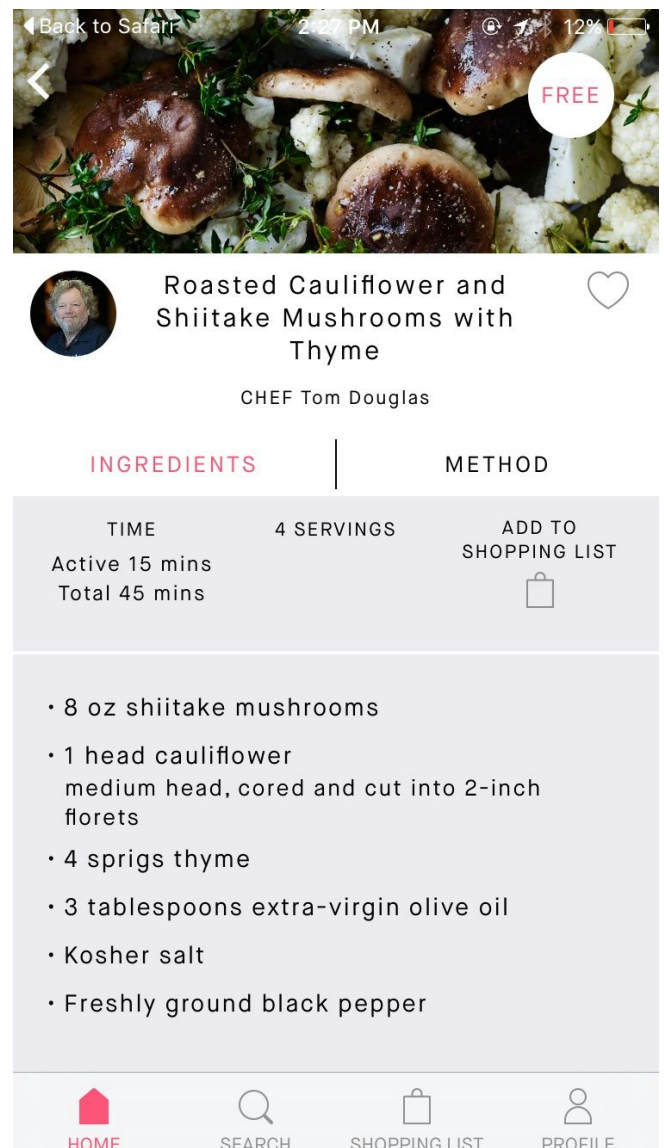 Back to Safari 2:27 PM 12%
FREE
Roasted Cauliflower and
Shiitake Mushrooms with
Thyme
CHEF Tom Douglas
INGREDIENTS METHOD
TIME 4 SERVINGS ADD TO
SHOPPING LIST
Active 15 mins
Total 45 mins
• 8 oz shiitake mushrooms
• 1 head cauliflower
medium head, cored and cut into 2-inch
florets
• 4 sprigs thyme
• 3 tablespoons extra-virgin olive oil
• Kosher salt
• Freshly ground black pepper
HOME SEARCH SHOPPING LIST PROFILE